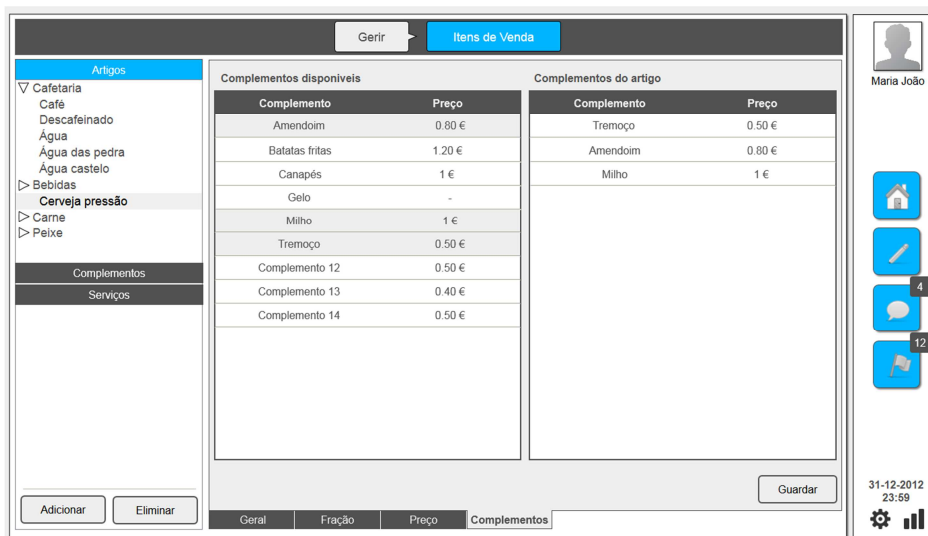 Gerir
Itens de Venda
Maria João
Artigos
Cafetaria
Café
Descafeinado
Água
Água das pedra
Água castelo
Bebidas
Cerveja pressão
Carne
Peixe
Complementos
Serviços
Adicionar
Eliminar
Complementos disponiveis
Complemento Preço
Amendoim 0.80 €
Batatas fritas 1.20 €
Canapés 1 €
Gelo -
Milho 1 €
Tremoço 0.50 €
Complemento 12 0.50 €
Complemento 13 0.40 €
Complemento 14 0.50 €
Complementos do artigo
Complemento Preço
Tremoço 0.50 €
Amendoim 0.80 €
Milho 1 €
Guardar
Geral Fração Preço Complementos
4
12
31-12-2012
23:59